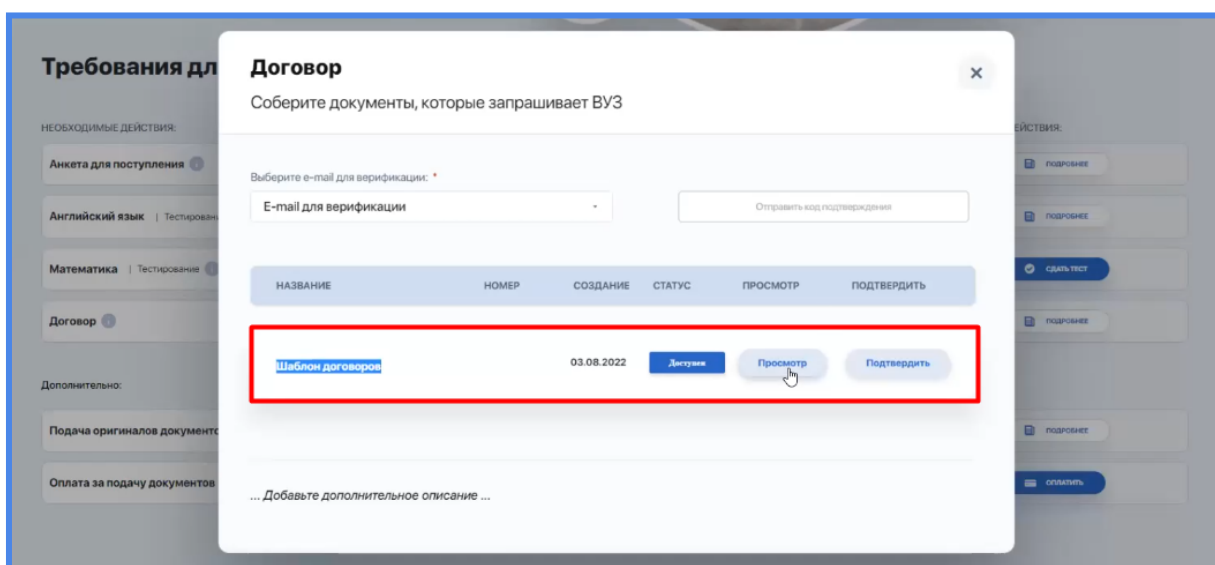 Требования дл
НЕОБХОДИМЫЕ ДЕЙСТВИЯ:
Анкета для поступления
Английский язык | Тестирован
Математика | Тестирование
Договор
Дополнительно:
Подача оригиналов документо
Оплата за подачу документов
Договор
Соберите документы, которые запрашивает ВУЗ
Выберите e-mail для верификации: *
E-mail для верификации
Отправить код подтверждения
НАЗВАНИЕ НОМЕР СОЗДАНИЕ СТАТУС ПРОСМОТР ПОДТВЕРДИТЬ
Шаблон договоров 03.08.2022 Доступен Просмотр Подтвердить
... Добавьте дополнительное описание ...
ЕЙСТВИЯ:
ПОДРОБНЕЕ
ПОДРОБНЕЕ
СДАТЬ ТЕСТ
ПОДРОБНЕЕ
ПОДРОБНЕЕ
ОПЛАТИТЬ